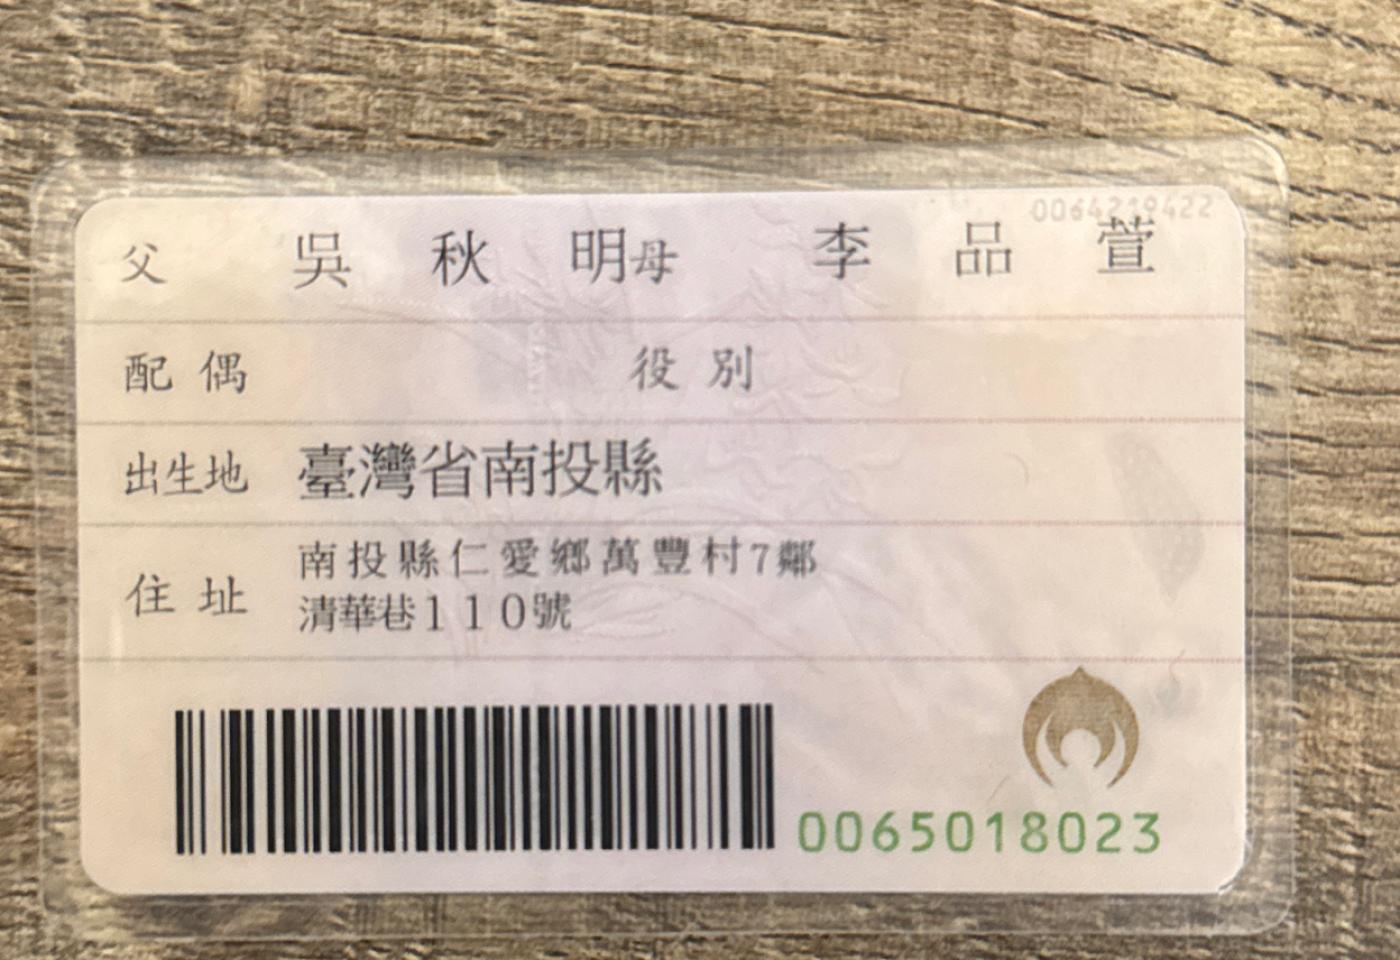 0064219422
父 吳秋明 母 李品萱
配偶 役別
出生地 臺灣省南投縣
住址 南投縣仁愛鄉萬豐村7鄰
清華巷110號
0065018023